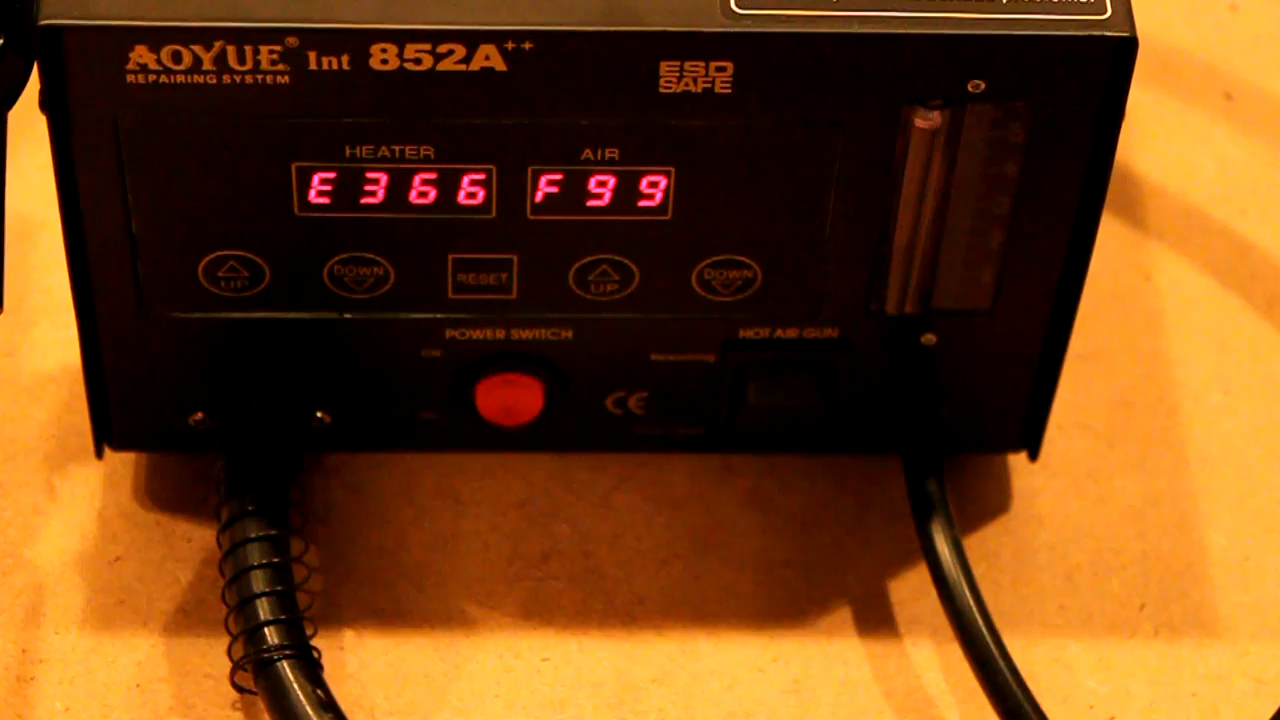 AOYUE® Int 852A++
REPAIRING SYSTEM
ESD
SAFE
HEATER
AIR
E 366
F 99
UP
DOWN
RESET
UP
DOWN
POWER SWITCH
HOT AIR GUN
ON
CE